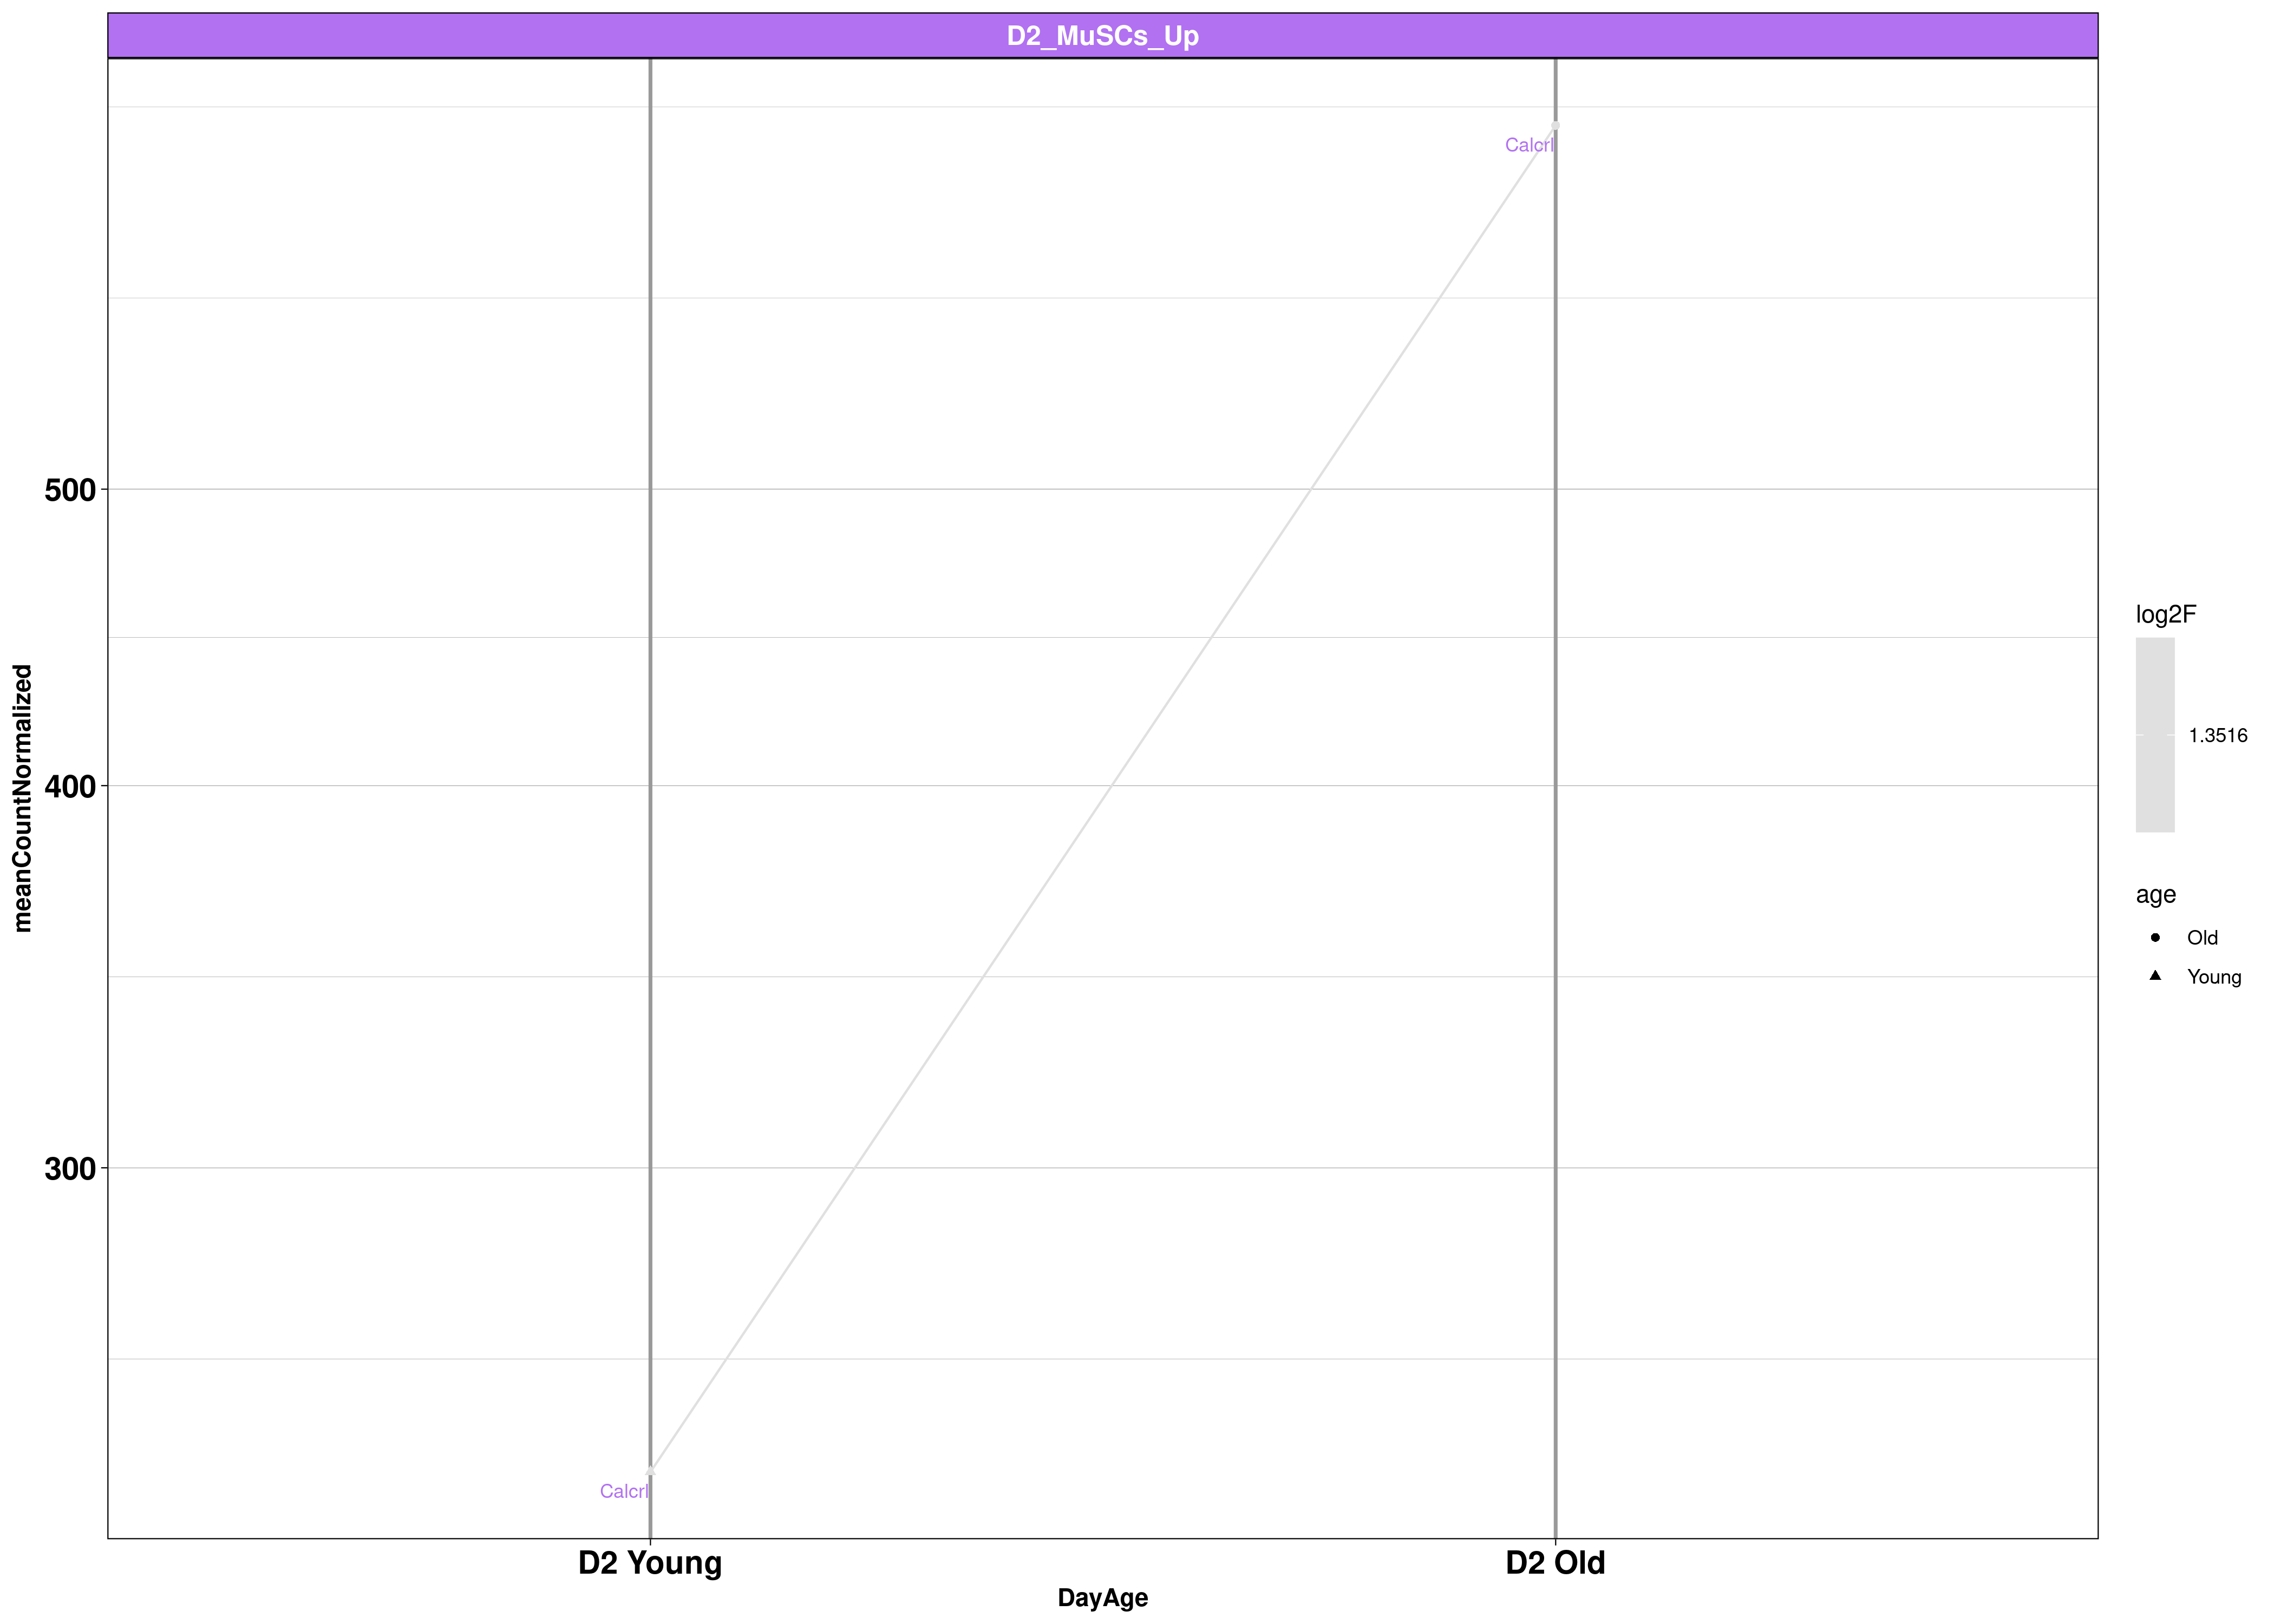 D2_MuSCs_Up
Calcrl
500
400
300
meanCountNormalized
Calcrl
D2 Young
D2 Old
DayAge
log2F
1.3516
age
Old
Young